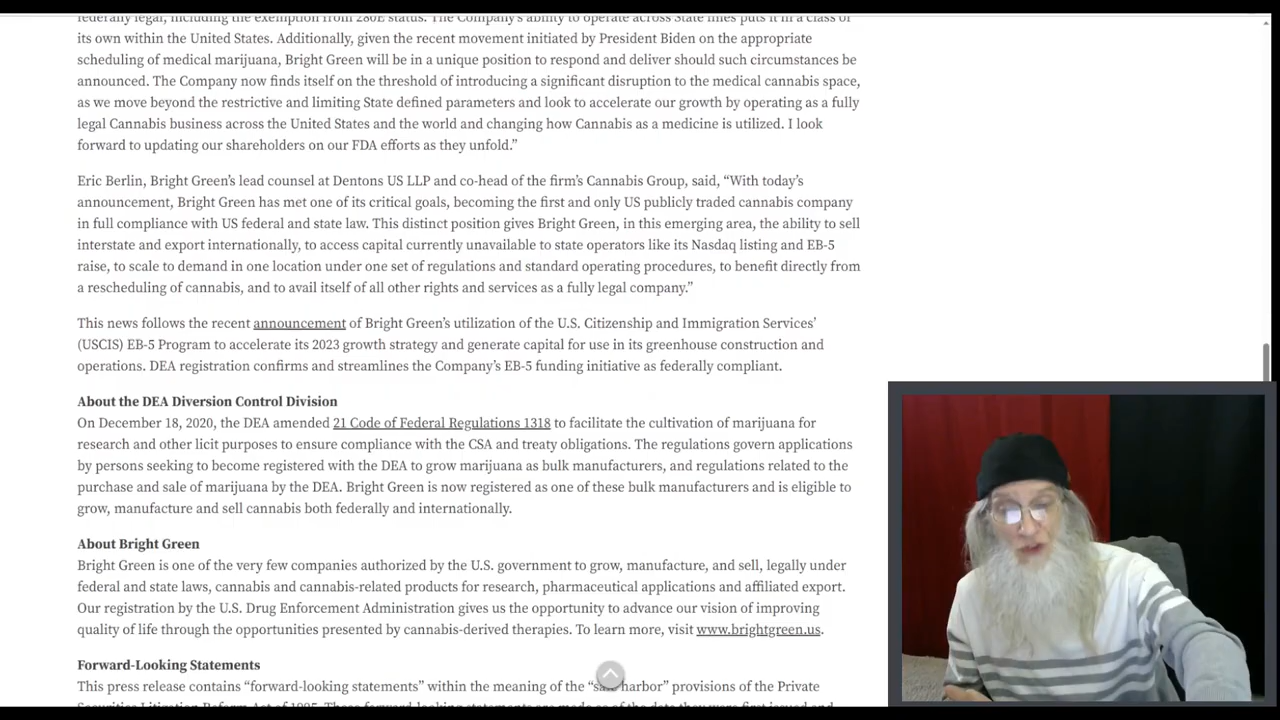 federally legal, including the exemption from 280E status. The Company's ability to operate across State lines puts it in a class of
its own within the United States. Additionally, given the recent movement initiated by President Biden on the appropriate
scheduling of medical marijuana, Bright Green will be in a unique position to respond and deliver should such circumstances be
announced. The Company now finds itself on the threshold of introducing a significant disruption to the medical cannabis space,
as we move beyond the restrictive and limiting State defined parameters and look to accelerate our growth by operating as a fully
legal Cannabis business across the United States and the world and changing how Cannabis as a medicine is utilized. I look
forward to updating our shareholders on our FDA efforts as they unfold.”
Eric Berlin, Bright Green’s lead counsel at Dentons US LLP and co-head of the firm’s Cannabis Group, said, “With today’s
announcement, Bright Green has met one of its critical goals, becoming the first and only US publicly traded cannabis company
in full compliance with US federal and state law. This distinct position gives Bright Green, in this emerging area, the ability to sell
interstate and export internationally, to access capital currently unavailable to state operators like its Nasdaq listing and EB-5
raise, to scale to demand in one location under one set of regulations and standard operating procedures, to benefit directly from
a rescheduling of cannabis, and to avail itself of all other rights and services as a fully legal company.”
This news follows the recent announcement of Bright Green’s utilization of the U.S. Citizenship and Immigration Services’
(USCIS) EB-5 Program to accelerate its 2023 growth strategy and generate capital for use in its greenhouse construction and
operations. DEA registration confirms and streamlines the Company’s EB-5 funding initiative as federally compliant.
About the DEA Diversion Control Division
On December 18, 2020, the DEA amended 21 Code of Federal Regulations 1318 to facilitate the cultivation of marijuana for
research and other licit purposes to ensure compliance with the CSA and treaty obligations. The regulations govern applications
by persons seeking to become registered with the DEA to grow marijuana as bulk manufacturers, and regulations related to the
purchase and sale of marijuana by the DEA. Bright Green is now registered as one of these bulk manufacturers and is eligible to
grow, manufacture and sell cannabis both federally and internationally.
About Bright Green
Bright Green is one of the very few companies authorized by the U.S. government to grow, manufacture, and sell, legally under
federal and state laws, cannabis and cannabis-related products for research, pharmaceutical applications and affiliated export.
Our registration by the U.S. Drug Enforcement Administration gives us the opportunity to advance our vision of improving
quality of life through the opportunities presented by cannabis-derived therapies. To learn more, visit www.brightgreen.us.
Forward-Looking Statements
This press release contains “forward-looking statements” within the meaning of the “safe harbor” provisions of the Private